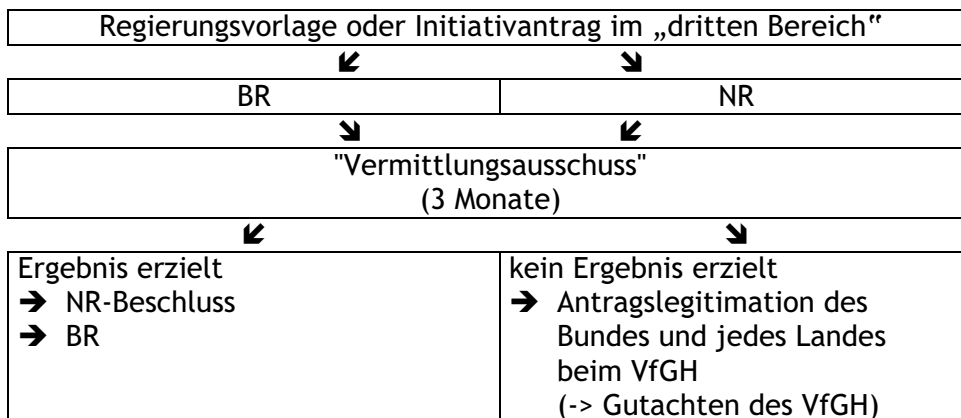 Regierungsvorlage oder Initiativantrag im „dritten Bereich“
BR
NR
"Vermittlungsausschuss"
(3 Monate)
Ergebnis erzielt
➔ NR-Beschluss
➔ BR
kein Ergebnis erzielt
➔ Antragslegitimation des
Bundes und jedes Landes
beim VfGH
(-> Gutachten des VfGH)